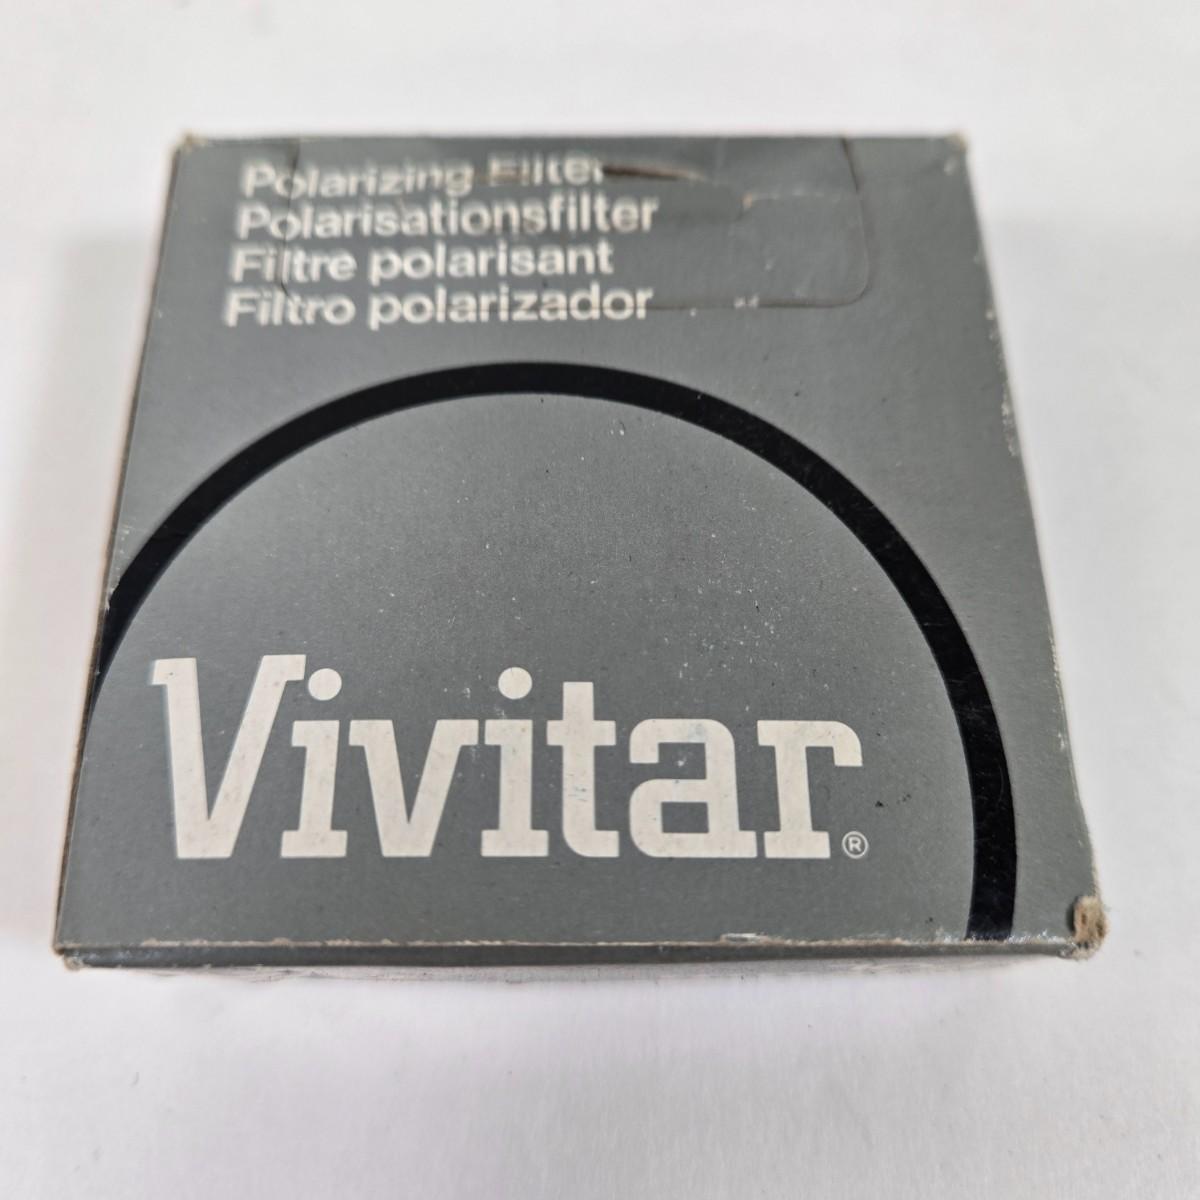 Polarizing Filter
Polarisationsfilter
Filtre polarisant
Filtro polarizador
Vivitar®